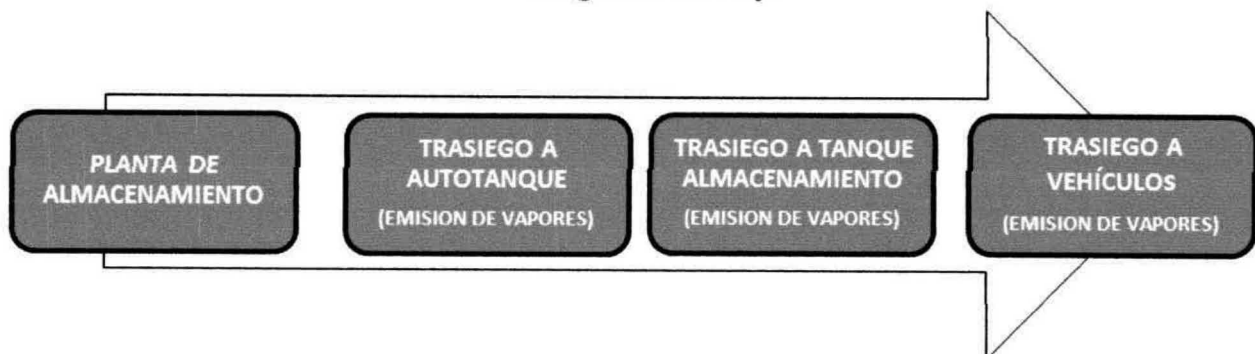 PLANTA DE
ALMACENAMIENTO
TRASIEGO A
AUTOTANQUE
(EMISION DE VAPORES)
TRASIEGO A TANQUE
ALMACENAMIENTO
(EMISION DE VAPORES)
TRASIEGO A
VEHÍCULOS
(EMISION DE VAPORES)